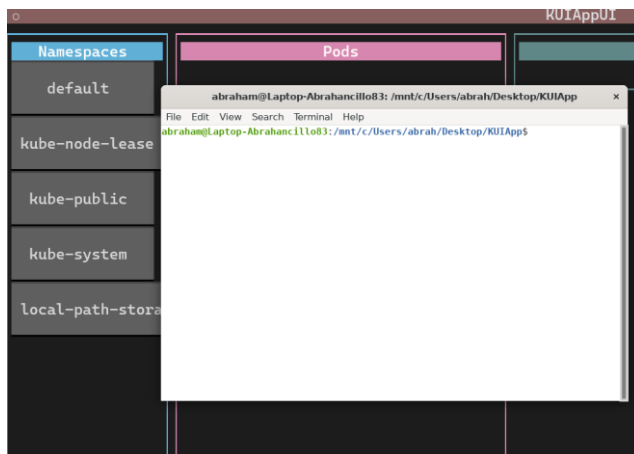 KUIAppUI
Namespaces
Pods
default
kube-node-lease
kube-public
kube-system
local-path-stora
abraham@Laptop-Abrahancillo83: /mnt/c/Users/abrah/Desktop/KUIApp
×
File Edit View Search Terminal Help
abraham@Laptop-Abrahancillo83:/mnt/c/Users/abrah/Desktop/KUIApp$